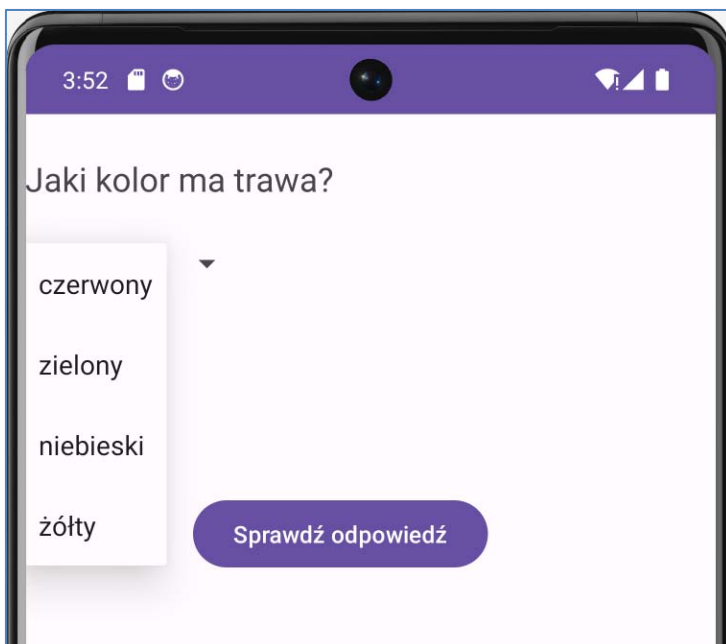 3:52
Jaki kolor ma trawa?
czerwony
zielony
niebieski
żółty
Sprawdź odpowiedź